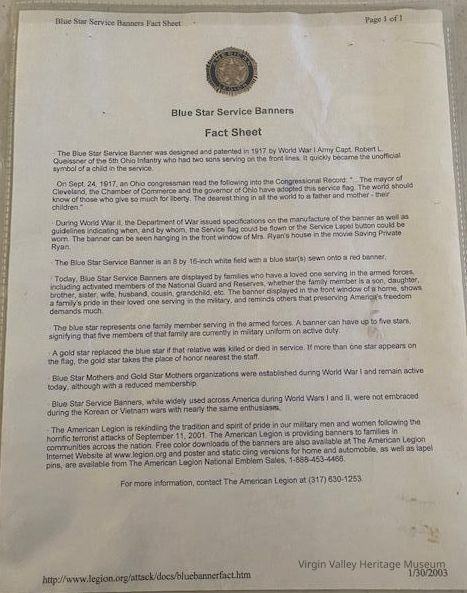 Blue Star Service Banners Fact Sheet
Page 1 of 1
AMERICAN
LEGION
Blue Star Service Banners
Fact Sheet
· The Blue Star Service Banner was designed and patented in 1917 by World War I Army Capt. Robert L.
Queissner of the 5th Ohio Infantry who had two sons serving on the front lines. It quickly became the unofficial
symbol of a child in the service.
· On Sept. 24, 1917, an Ohio congressman read the following into the Congressional Record: "... The mayor of
Cleveland, the Chamber of Commerce and the governor of Ohio have adopted this service flag. The world should
know of those who give so much for liberty. The dearest thing in all the world to a father and mother - their
children."
· During World War II, the Department of War issued specifications on the manufacture of the banner as well as
guidelines indicating when, and by whom, the Service flag could be flown or the Service Lapel button could be
worn. The banner can be seen hanging in the front window of Mrs. Ryan's house in the movie Saving Private
Ryan.
· The Blue Star Service Banner is an 8 by 16-inch white field with a blue star(s) sewn onto a red banner.
· Today, Blue Star Service Banners are displayed by families who have a loved one serving in the armed forces,
including activated members of the National Guard and Reserves, whether the family member is a son, daughter,
brother, sister, wife, husband, cousin, grandchild, etc. The banner displayed in the front window of a home, shows
a family's pride in their loved one serving in the military, and reminds others that preserving America's freedom
demands much.
· The blue star represents one family member serving in the armed forces. A banner can have up to five stars,
signifying that five members of that family are currently in military uniform on active duty.
· A gold star replaced the blue star if that relative was killed or died in service. If more than one star appears on
the flag, the gold star takes the place of honor nearest the staff.
· Blue Star Mothers and Gold Star Mothers organizations were established during World War I and remain active
today, although with a reduced membership.
· Blue Star Service Banners, while widely used across America during World Wars I and II, were not embraced
during the Korean or Vietnam wars with nearly the same enthusiasm.
· The American Legion is rekindling the tradition and spirit of pride in our military men and women following the
horrific terrorist attacks of September 11, 2001. The American Legion is providing banners to families in
communities across the nation. Free color downloads of the banners are also available at The American Legion
Internet Website at www.legion.org and poster and static cling versions for home and automobile, as well as lapel
pins, are available from The American Legion National Emblem Sales, 1-888-453-4466.
For more information, contact The American Legion at (317) 630-1253.
Virgin Valley Heritage Museum
http://www.legion.org/attack/docs/bluebannerfact.htm
1/30/2003